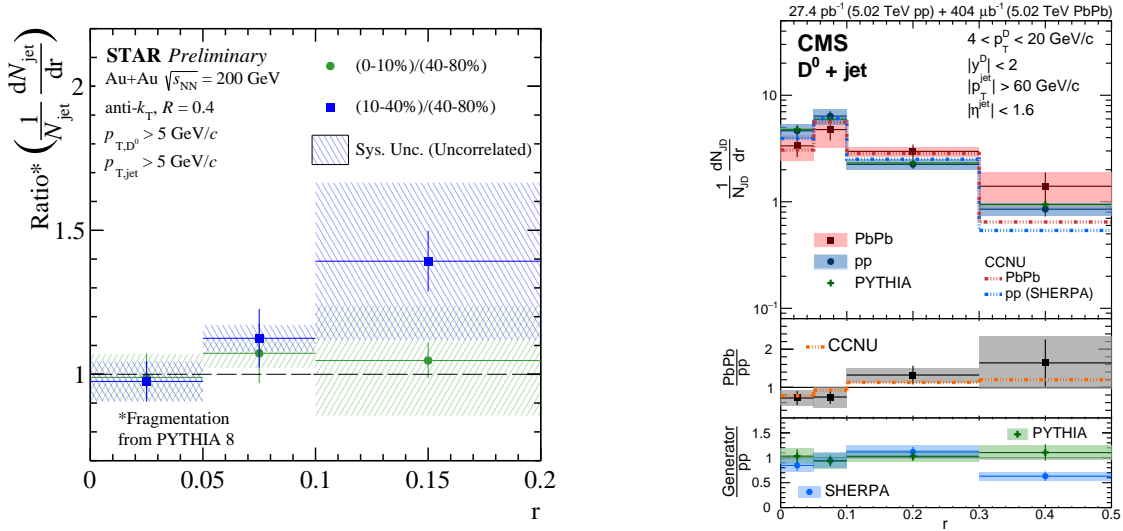 STAR Preliminary
Au+Au √sNN = 200 GeV
anti-kT, R = 0.4
pT,D0 > 5 GeV/c
pT,jet > 5 GeV/c
(0-10%)/(40-80%)
(10-40%)/(40-80%)
Sys. Unc. (Uncorrelated)
Ratio* (1/Njet dNjet/dr)
2
1.5
1
*Fragmentation
from PYTHIA 8
0 0.05 0.1 0.15 0.2
r
27.4 pb⁻¹ (5.02 TeV pp) + 404 μb⁻¹ (5.02 TeV PbPb)
CMS
D⁰ + jet
4 < pTD < 20 GeV/c
|yD| < 2
|pTjet| > 60 GeV/c
|ηjet| < 1.6
1/NJD dNJD/dr
10
1
10⁻¹
PbPb
pp
PYTHIA
CCNU
PbPb
pp (SHERPA)
PbPb/pp
2
1
CCNU
Generator/pp
1.5
1
0.5
0
PYTHIA
SHERPA
0 0.1 0.2 0.3 0.4 0.5
r